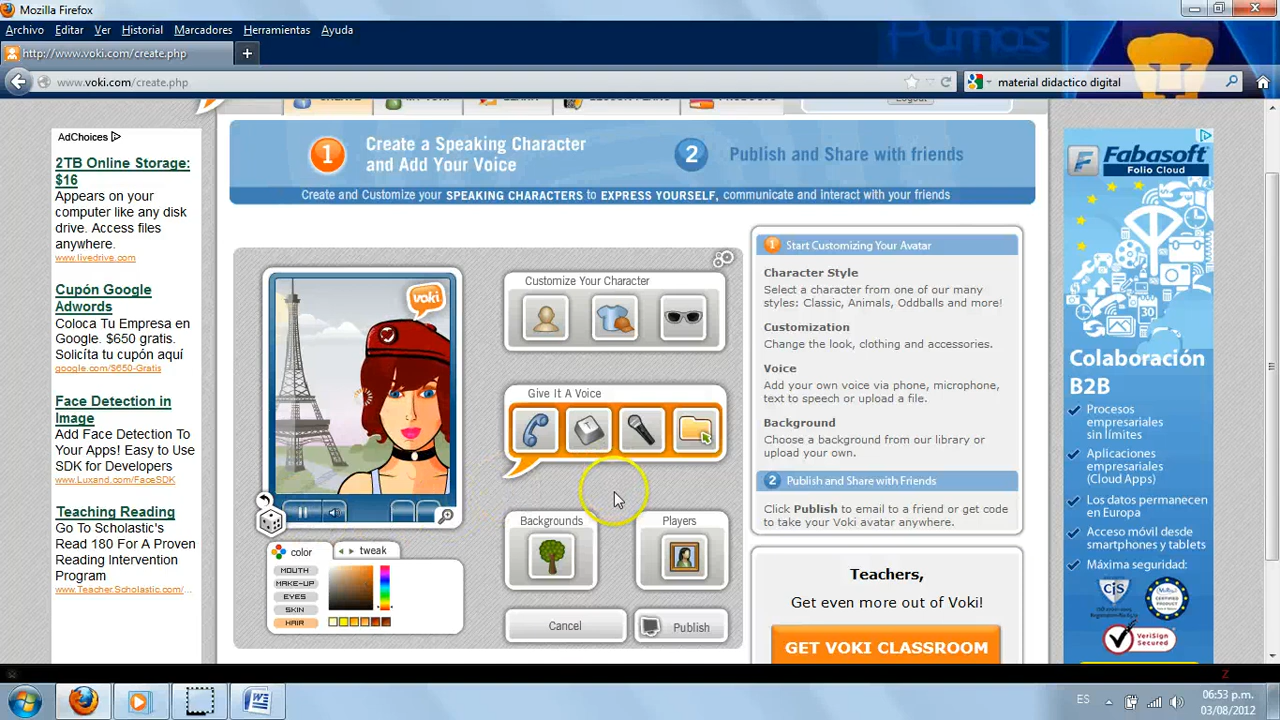 Mozilla Firefox
Archivo Editar Ver Historial Marcadores Herramientas Ayuda
Pumas
http://www.voki.com/create.php
www.voki.com/create.php
material didactico digital
Logout
AdChoices
2TB Online Storage:
$16
Appears on your
computer like any disk
drive. Access files
anywhere.
www.livedrive.com
Cupón Google
Adwords
Coloca Tu Empresa en
Google. $650 gratis.
Solicíta tu cupón aquí
google.com/$650-Gratis
Face Detection in
Image
Add Face Detection To
Your Apps! Easy to Use
SDK for Developers
www.Luxand.com/FaceSDK
Teaching Reading
Go To Scholastic's
Read 180 For A Proven
Reading Intervention
Program
www.Teacher.Scholastic.com/...
1 Create a Speaking Character
and Add Your Voice
2 Publish and Share with friends
Create and Customize your SPEAKING CHARACTERS to EXPRESS YOURSELF, communicate and interact with your friends
voki
Customize Your Character
Give It A Voice
Backgrounds
Players
color
tweak
MOUTH
MAKE-UP
EYES
SKIN
HAIR
Cancel
Publish
1 Start Customizing Your Avatar
Character Style
Select a character from one of our many
styles: Classic, Animals, Oddballs and more!
Customization
Change the look, clothing and accessories.
Voice
Add your own voice via phone, microphone,
text to speech or upload a file.
Background
Choose a background from our library or
upload your own.
2 Publish and Share with Friends
Click Publish to email to a friend or get code
to take your Voki avatar anywhere.
Teachers,
Get even more out of Voki!
GET VOKI CLASSROOM
F Fabasoft®
Folio Cloud
Colaboración
B2B
Procesos
empresariales
sin límites
Aplicaciones
empresariales
(Cloud Apps)
Los datos permanecen
en Europa
Acceso móvil desde
smartphones y tablets
Máxima seguridad:
CIS
VeriSign
Secured
Z
ES
06:53 p.m.
03/08/2012